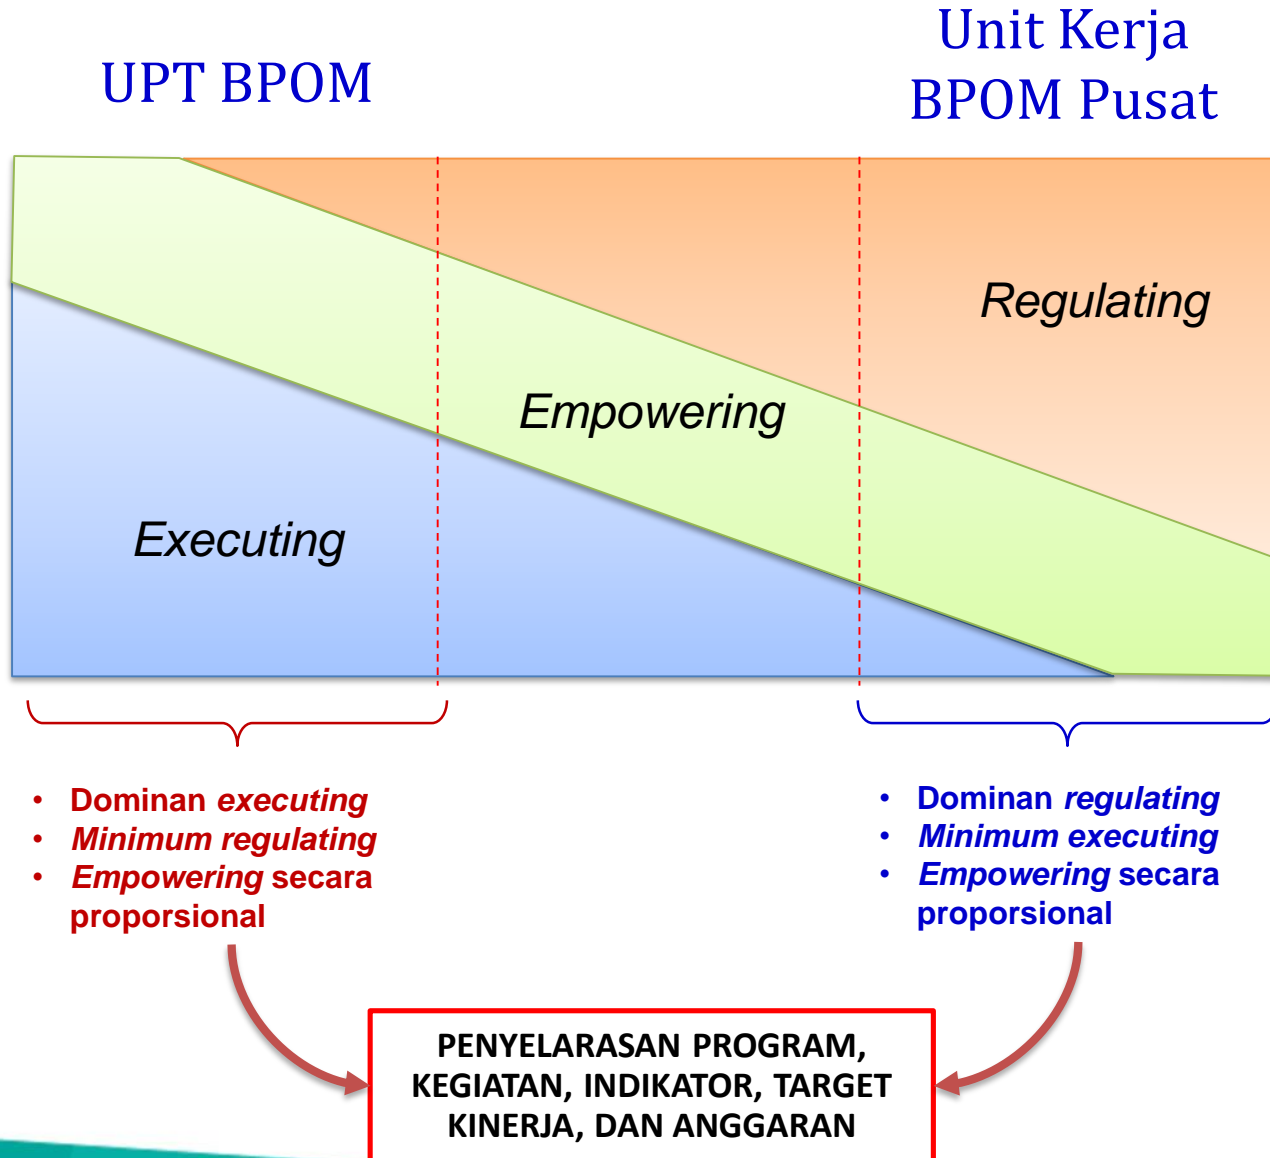 UPT BPOM
Unit Kerja
BPOM Pusat
Regulating
Empowering
Executing
• Dominan executing
• Minimum regulating
• Empowering secara
proporsional
• Dominan regulating
• Minimum executing
• Empowering secara
proporsional
PENYELARASAN PROGRAM,
KEGIATAN, INDIKATOR, TARGET
KINERJA, DAN ANGGARAN